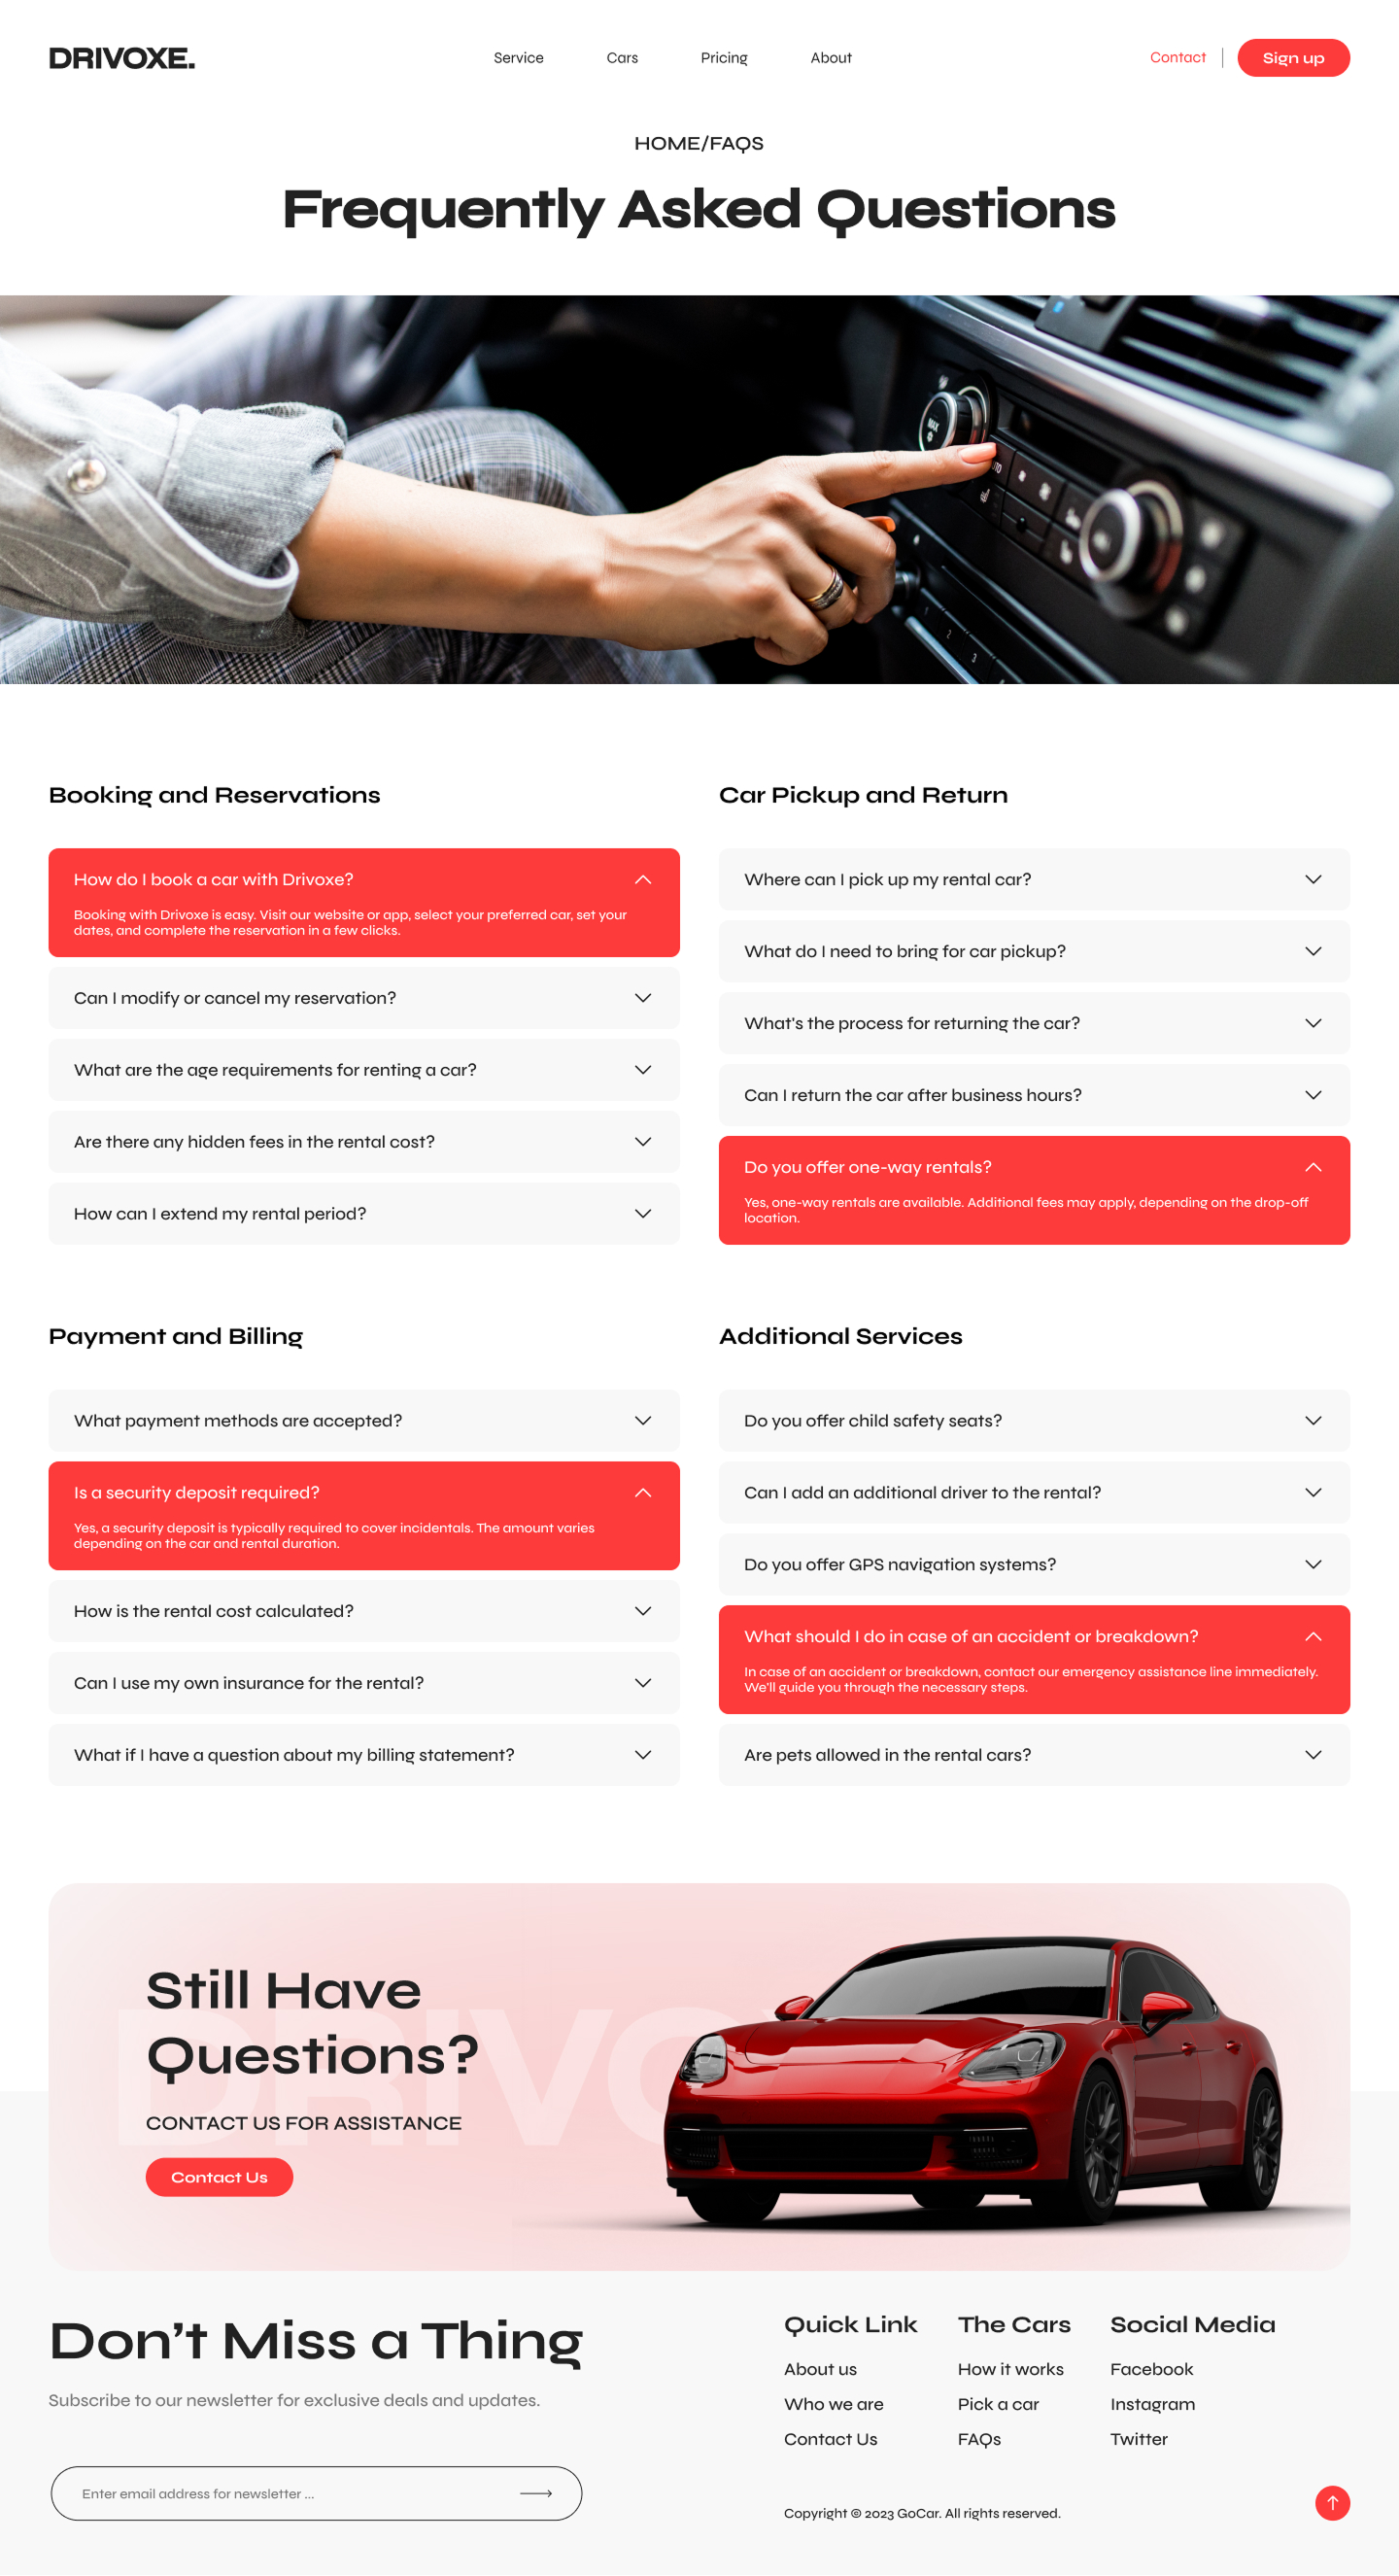 DRIVOXE.
Service
Cars
Pricing
About
Contact
Sign up
HOME/FAQS
Frequently Asked Questions
MAX
Booking and Reservations
How do I book a car with Drivoxe?
Booking with Drivoxe is easy. Visit our website or app, select your preferred car, set your
dates, and complete the reservation in a few clicks.
Can I modify or cancel my reservation?
What are the age requirements for renting a car?
Are there any hidden fees in the rental cost?
How can I extend my rental period?
Car Pickup and Return
Where can I pick up my rental car?
What do I need to bring for car pickup?
What's the process for returning the car?
Can I return the car after business hours?
Do you offer one-way rentals?
Yes, one-way rentals are available. Additional fees may apply, depending on the drop-off
location.
Payment and Billing
What payment methods are accepted?
Is a security deposit required?
Yes, a security deposit is typically required to cover incidentals. The amount varies
depending on the car and rental duration.
How is the rental cost calculated?
Can I use my own insurance for the rental?
What if I have a question about my billing statement?
Additional Services
Do you offer child safety seats?
Can I add an additional driver to the rental?
Do you offer GPS navigation systems?
What should I do in case of an accident or breakdown?
In case of an accident or breakdown, contact our emergency assistance line immediately.
We'll guide you through the necessary steps.
Are pets allowed in the rental cars?
DRIVO
Still Have
Questions?
CONTACT US FOR ASSISTANCE
Contact Us
Don’t Miss a Thing
Subscribe to our newsletter for exclusive deals and updates.
Enter email address for newsletter ...
Quick Link
About us
Who we are
Contact Us
The Cars
How it works
Pick a car
FAQs
Social Media
Facebook
Instagram
Twitter
Copyright © 2023 GoCar. All rights reserved.